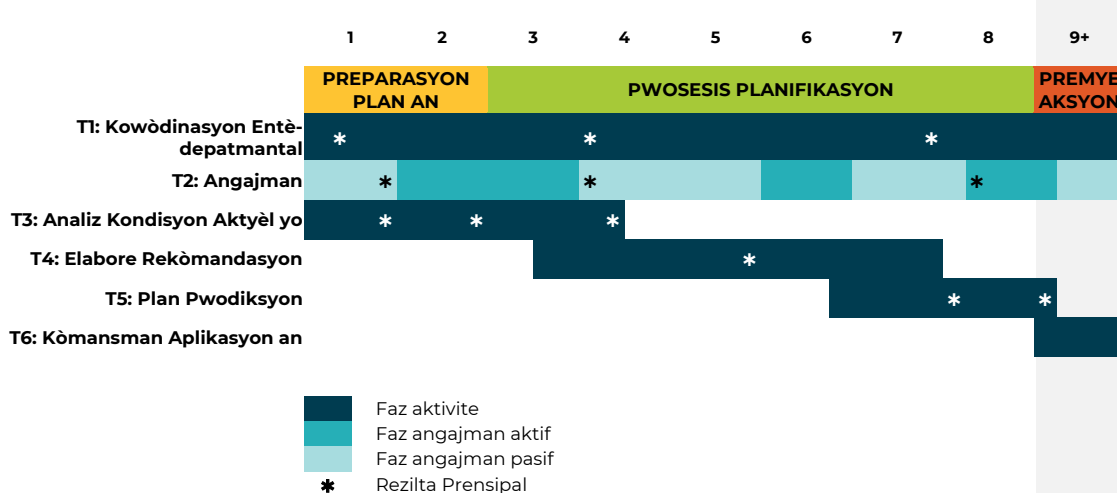 1 2 3 4 5 6 7 8 9+
PREPARASYON
PLAN AN
PWOSESIS PLANIFIKASYON
PREMYE
AKSYON
T1: Kowòdinasyon Entè-
depatmantal
* * *
T2: Angajman
* * *
T3: Analiz Kondisyon Aktyèl yo
* * *
T4: Elabore Rekòmandasyon
*
T5: Plan Pwodiksyon
* *
T6: Kòmansman Aplikasyon an
Faz aktivite
Faz angajman aktif
Faz angajman pasif
* Rezilta Prensipal